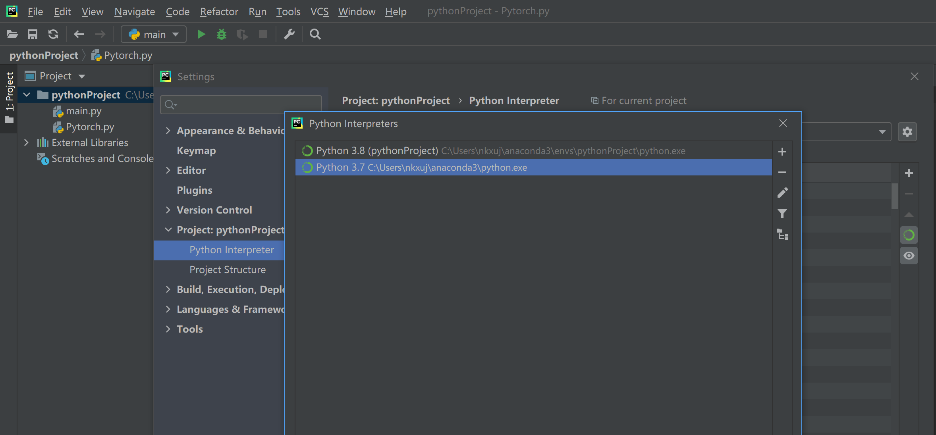 PC File Edit View Navigate Code Refactor Run Tools VCS Window Help pythonProject - Pytorch.py
main
pythonProject Pytorch.py
1: Project
Project
pythonProject C:\Use
main.py
Pytorch.py
External Libraries
Scratches and Console
PC Settings
Q-
Appearance & Behavio
Keymap
Editor
Plugins
Version Control
Project: pythonProject
Python Interpreter
Project Structure
Build, Execution, Deplo
Languages & Framewo
Tools
Project: pythonProject > Python Interpreter For current project
PC Python Interpreters
Python 3.8 (pythonProject) C:\Users\nkxuj\anaconda3\envs\pythonProject\python.exe
Python 3.7 C:\Users\nkxuj\anaconda3\python.exe